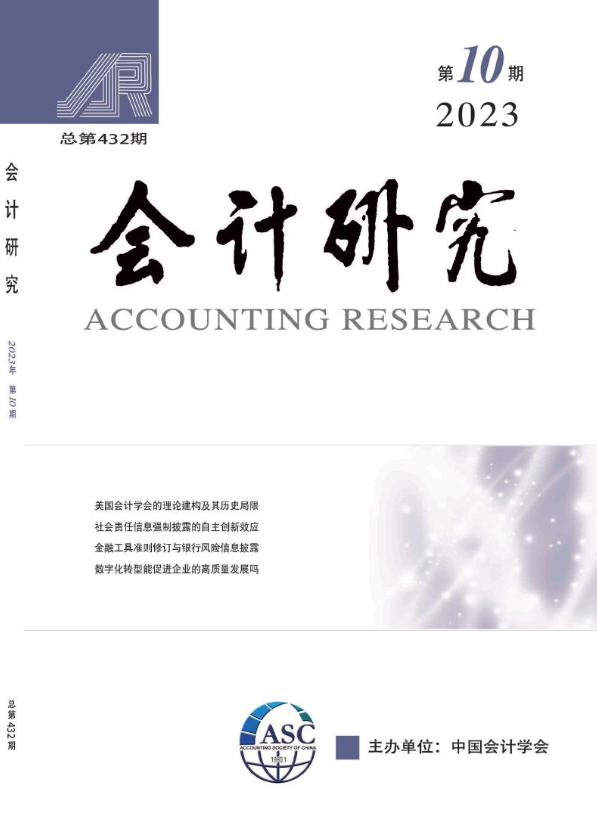 AR
第10期
2023
总第432期
会计研究
会计研究
ACCOUNTING RESEARCH
2023年 第10期
美国会计学会的理论建构及其历史局限
社会责任信息强制披露的自主创新效应
金融工具准则修订与银行风险信息披露
数字化转型能促进企业的高质量发展吗
总第432期
ASC
ACCOUNTING SOCIETY OF CHINA
1980.1
主办单位：中国会计学会